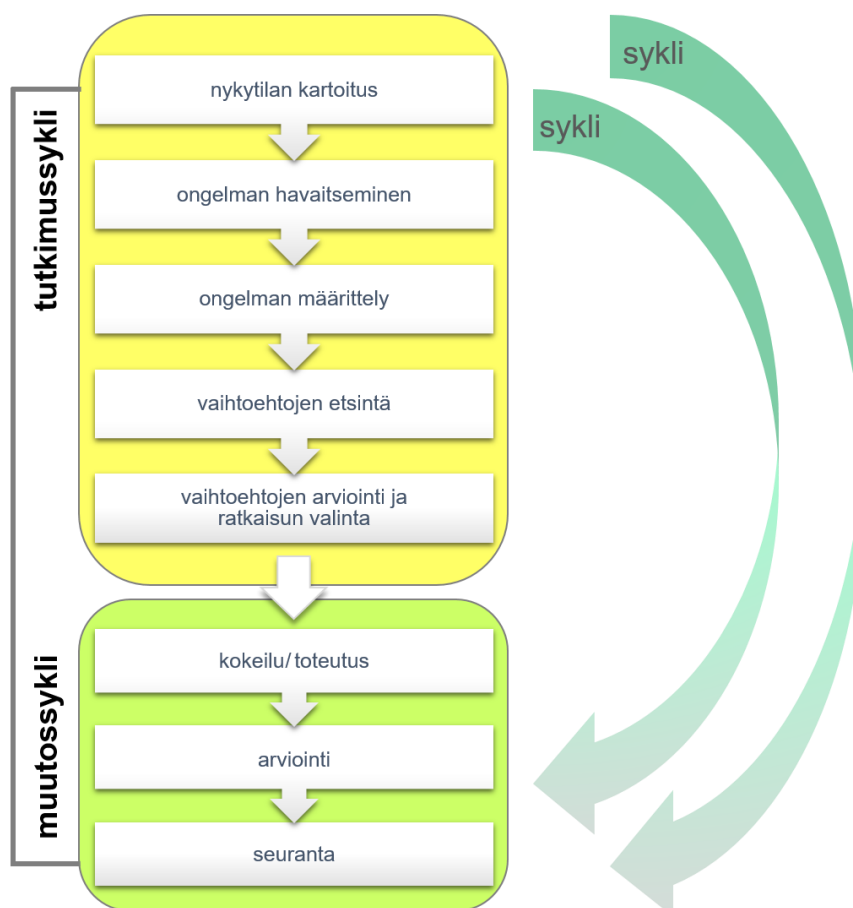 sykli
sykli
tutkimussykli
nykytilan kartoitus
ongelman havaitseminen
ongelman määrittely
vaihtoehtojen etsintä
vaihtoehtojen arviointi ja
ratkaisun valinta
muutossykli
kokeilu/ toteutus
arviointi
seuranta